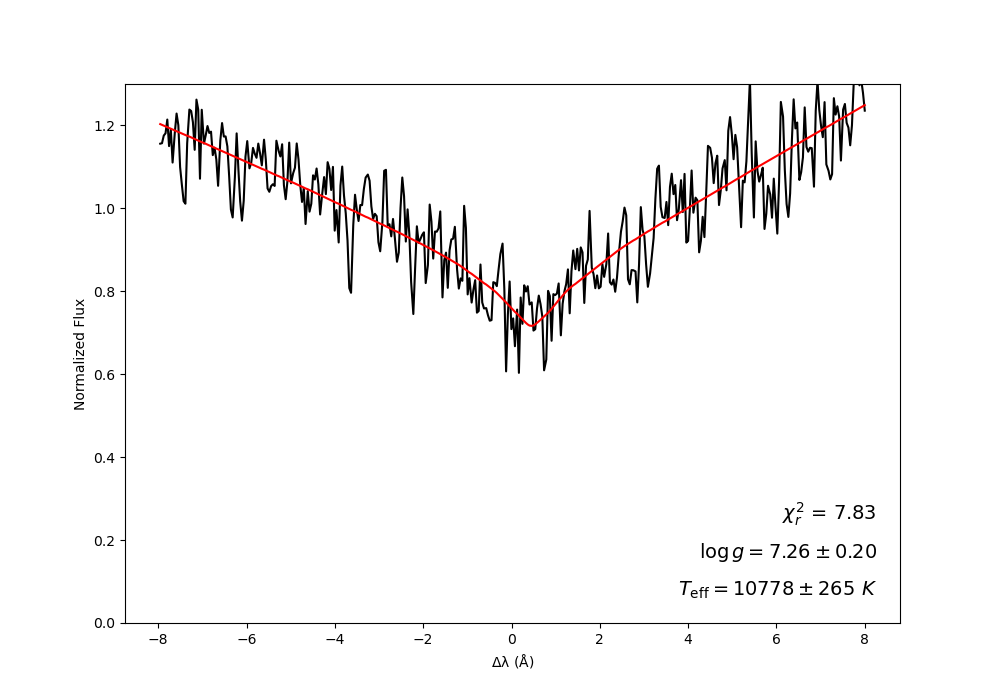 1.2
1.0
0.8
0.6
0.4
0.2
0.0
Normalized Flux
χ²ᵣ = 7.83
log g = 7.26 ± 0.20
T_eff = 10778 ± 265 K
−8 −6 −4 −2 0 2 4 6 8
Δλ (Å)